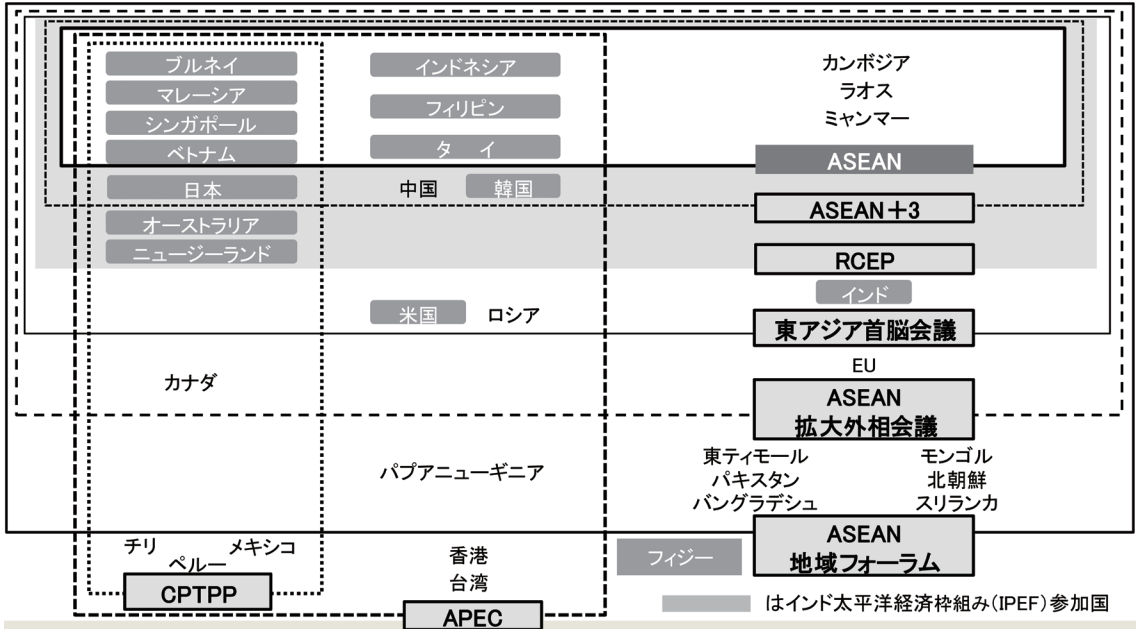 ブルネイ
マレーシア
シンガポール
ベトナム
日本
オーストラリア
ニュージーランド
インドネシア
フィリピン
タ イ
中国 韓国
米国 ロシア
カンボジア
ラオス
ミャンマー
ASEAN
ASEAN+3
RCEP
インド
東アジア首脳会議
EU
ASEAN
拡大外相会議
カナダ
パプアニューギニア
東ティモール モンゴル
パキスタン 北朝鮮
バングラデシュ スリランカ
ASEAN
地域フォーラム
チリ メキシコ
ペルー
CPTPP
香港
台湾
APEC
フィジー
はインド太平洋経済枠組み(IPEF)参加国